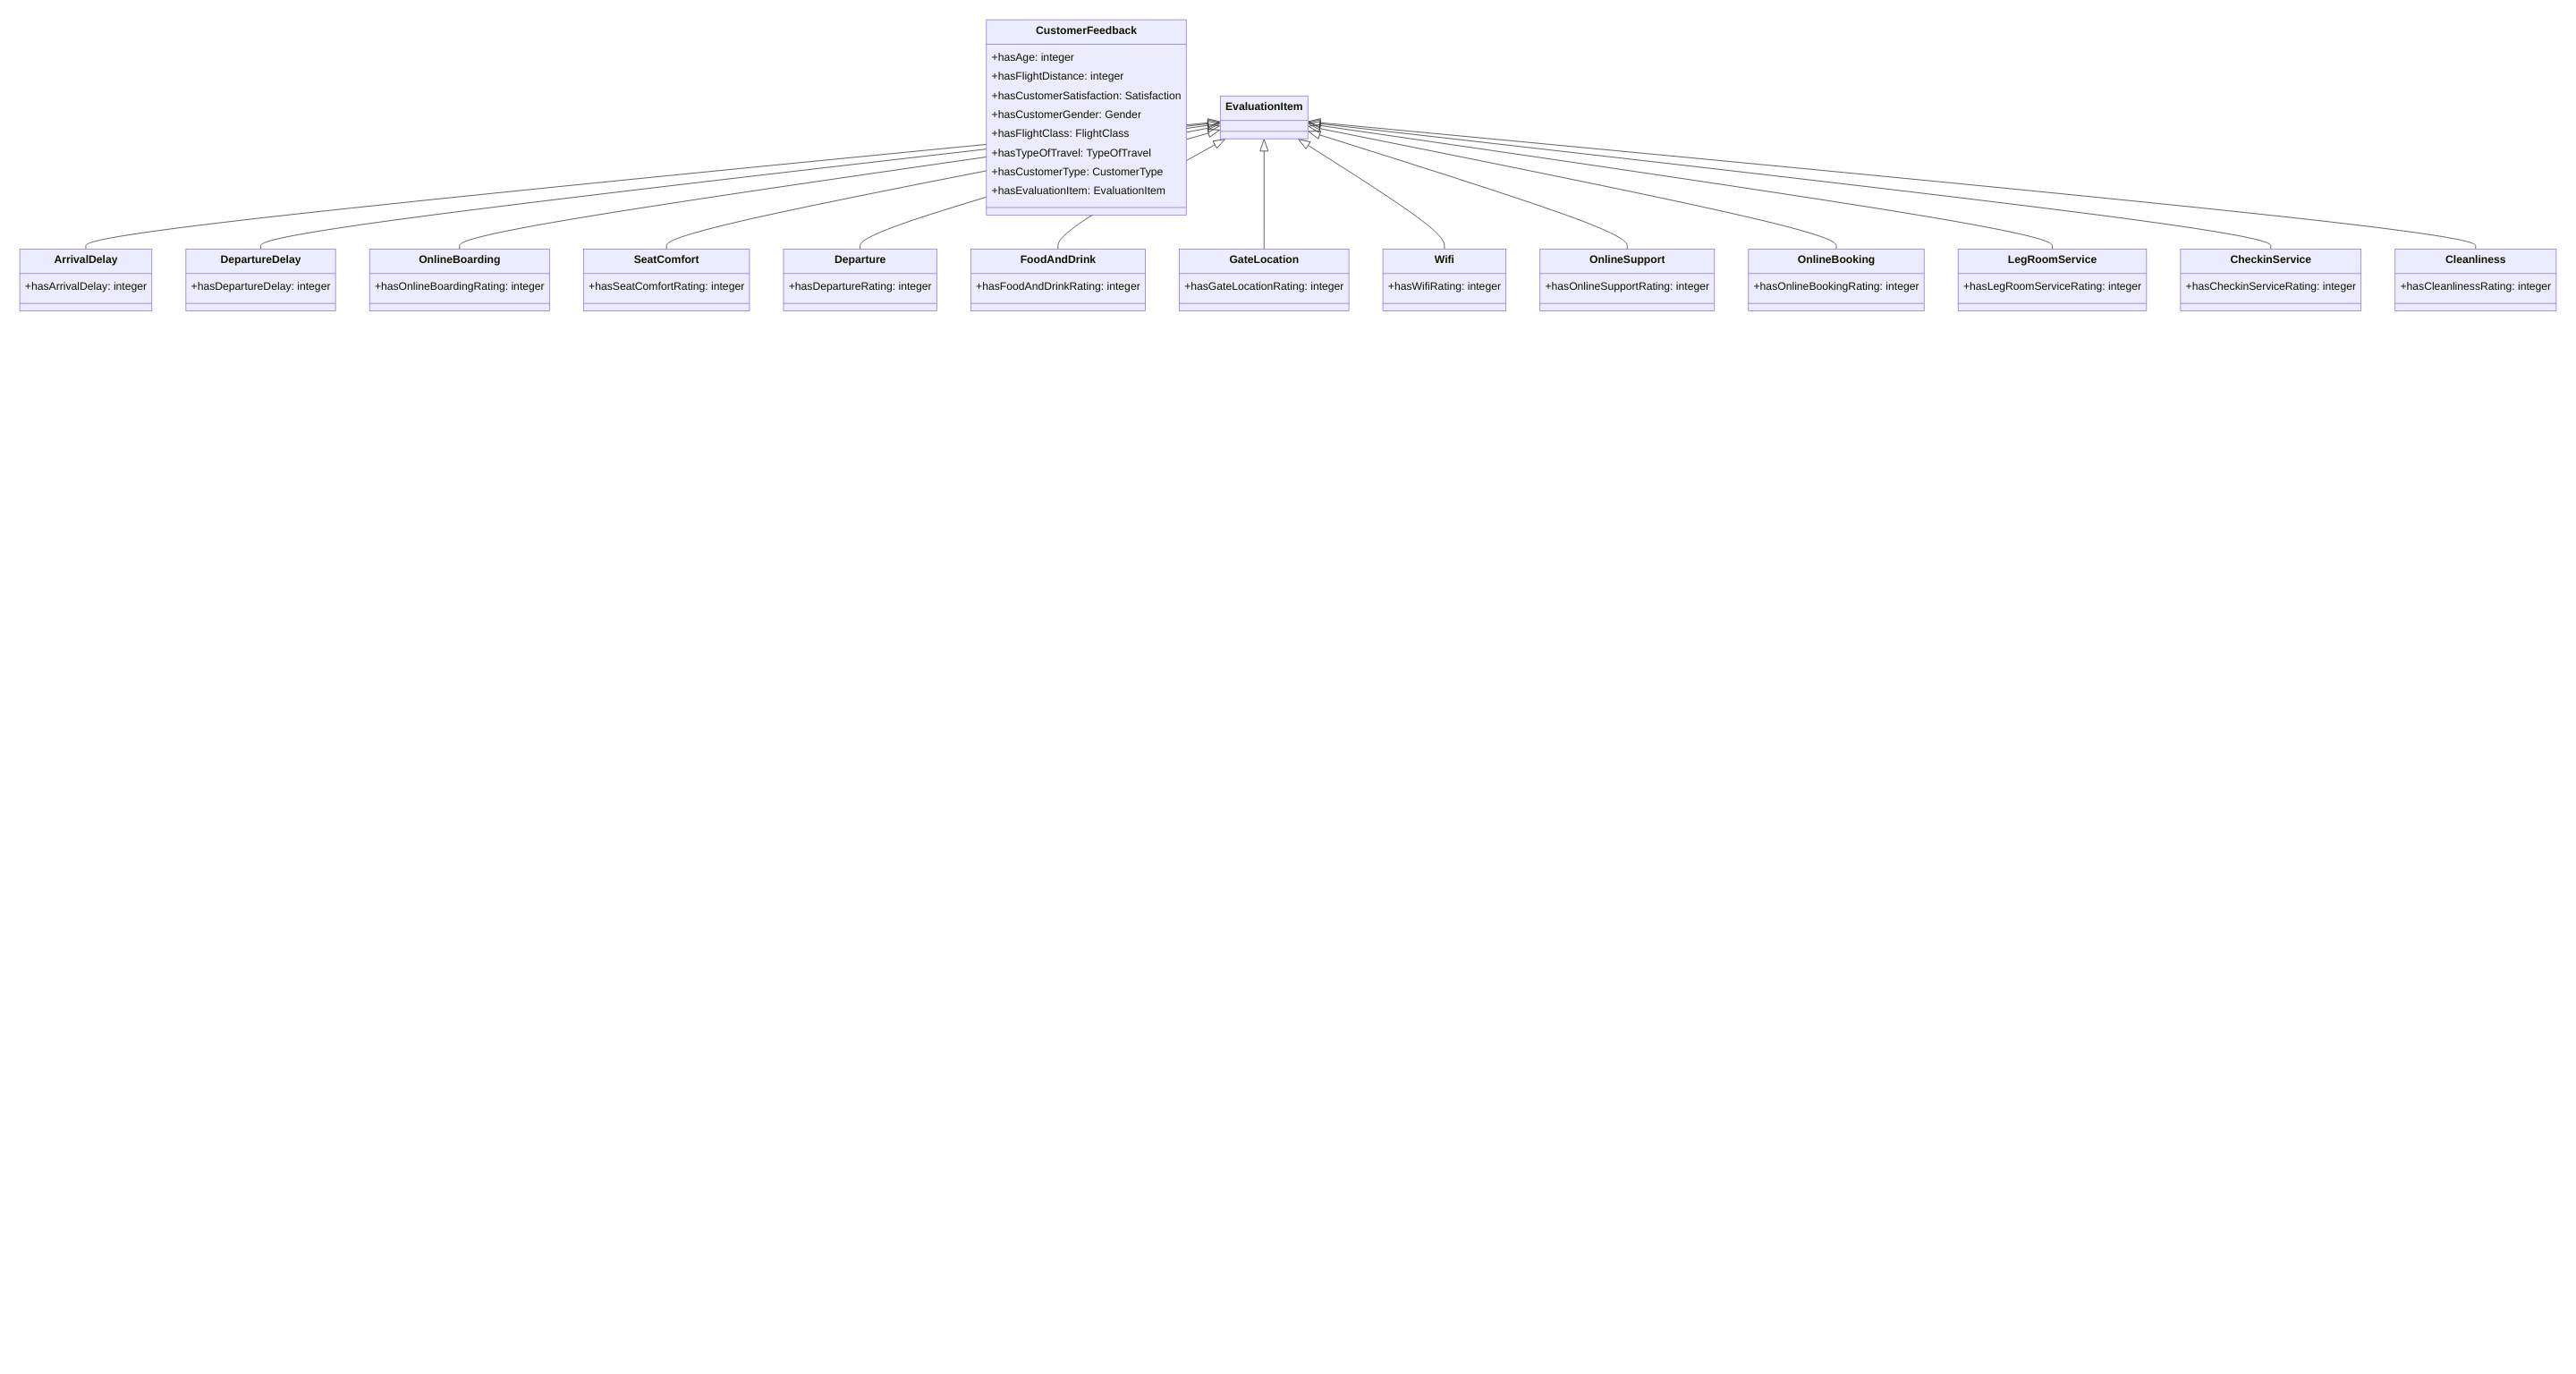 CustomerFeedback
+hasAge: integer
+hasFlightDistance: integer
+hasCustomerSatisfaction: Satisfaction
+hasCustomerGender: Gender
+hasFlightClass: FlightClass
+hasTypeOfTravel: TypeOfTravel
+hasCustomerType: CustomerType
+hasEvaluationItem: EvaluationItem
EvaluationItem
ArrivalDelay
+hasArrivalDelay: integer
DepartureDelay
+hasDepartureDelay: integer
OnlineBoarding
+hasOnlineBoardingRating: integer
SeatComfort
+hasSeatComfortRating: integer
Departure
+hasDepartureRating: integer
FoodAndDrink
+hasFoodAndDrinkRating: integer
GateLocation
+hasGateLocationRating: integer
Wifi
+hasWifiRating: integer
OnlineSupport
+hasOnlineSupportRating: integer
OnlineBooking
+hasOnlineBookingRating: integer
LegRoomService
+hasLegRoomServiceRating: integer
CheckinService
+hasCheckinServiceRating: integer
Cleanliness
+hasCleanlinessRating: integer